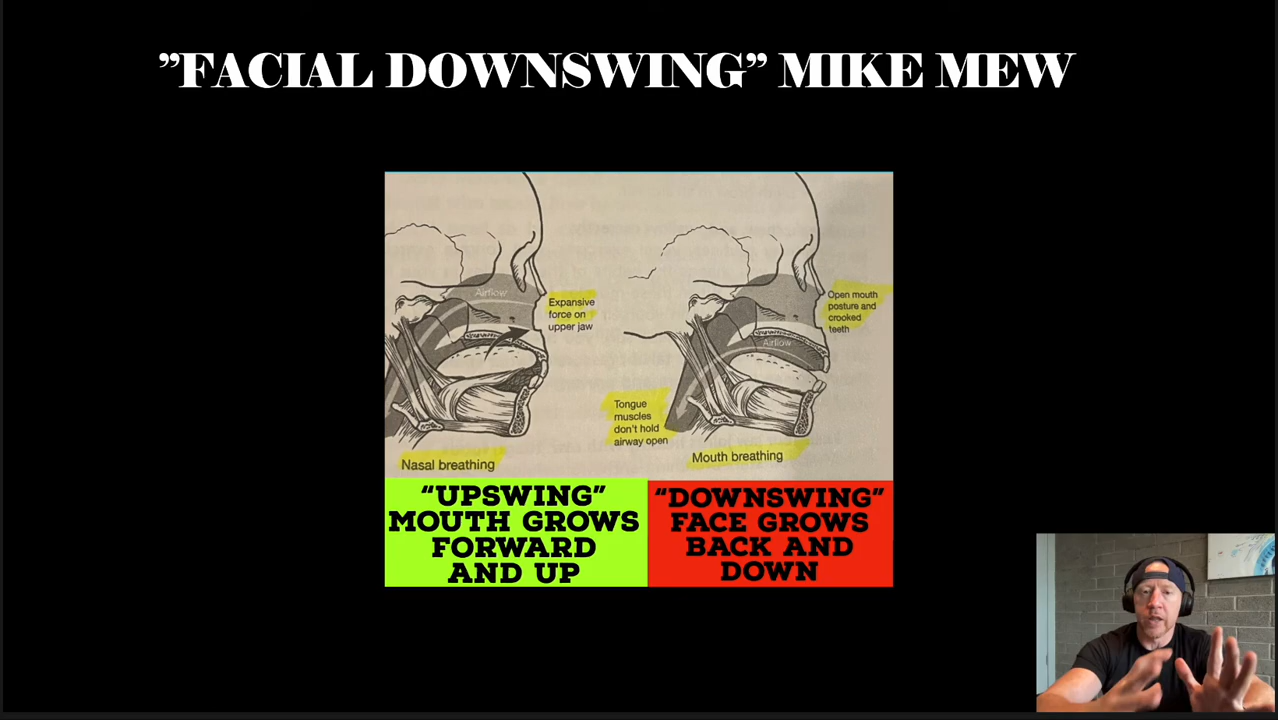 ”FACIAL DOWNSWING” MIKE MEW
Airflow
Expansive
force on
upper jaw
Nasal breathing
Open mouth
posture and
crooked
teeth
Airflow
Tongue
muscles
don't hold
airway open
Mouth breathing
“UPSWING”
MOUTH GROWS
FORWARD
AND UP
“DOWNSWING”
FACE GROWS
BACK AND
DOWN